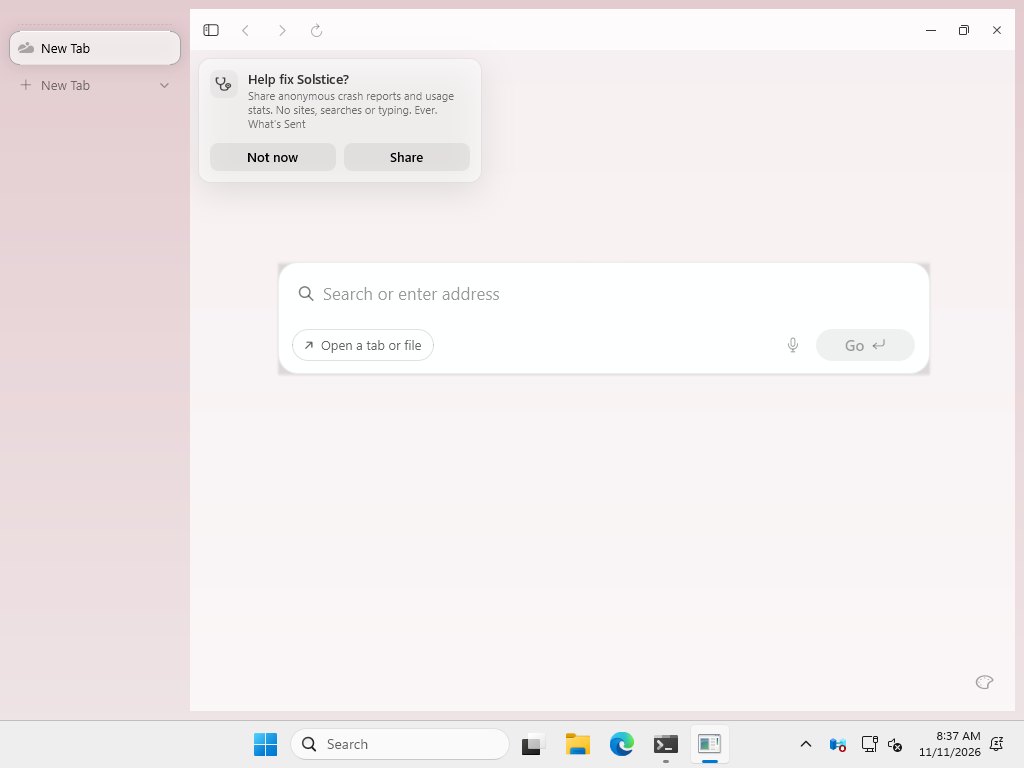 New Tab
New Tab
Help fix Solstice?
Share anonymous crash reports and usage
stats. No sites, searches or typing. Ever.
What's Sent
Not now
Share
Search or enter address
Open a tab or file
Go
Search
8:37 AM
11/11/2026